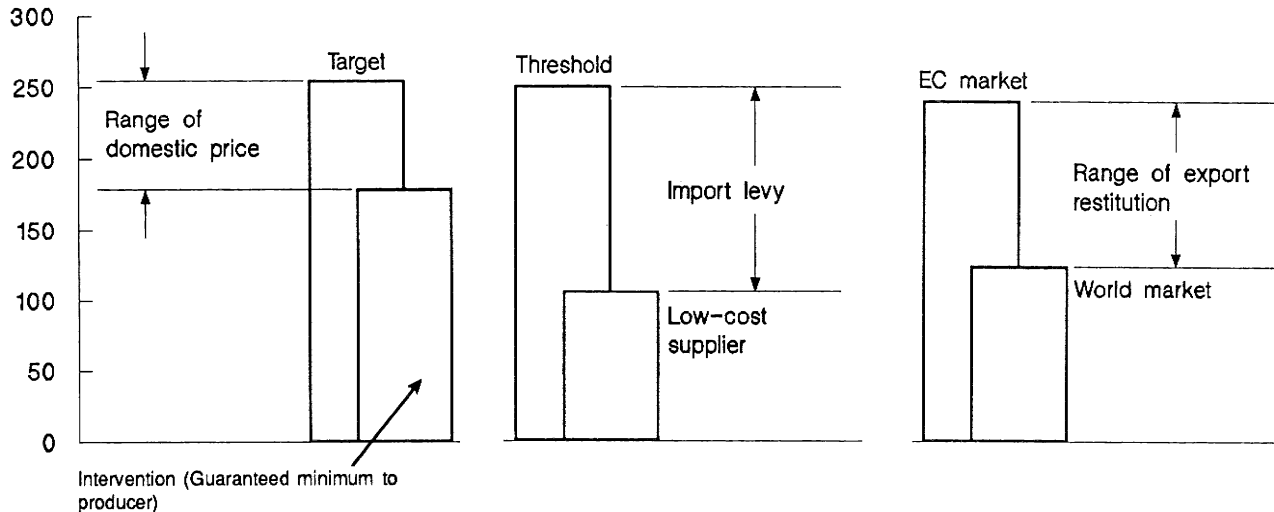 300
250
200
150
100
50
0
Range of
domestic price
Target
Intervention (Guaranteed minimum to
producer)
Threshold
Import levy
Low-cost
supplier
EC market
Range of export
restitution
World market